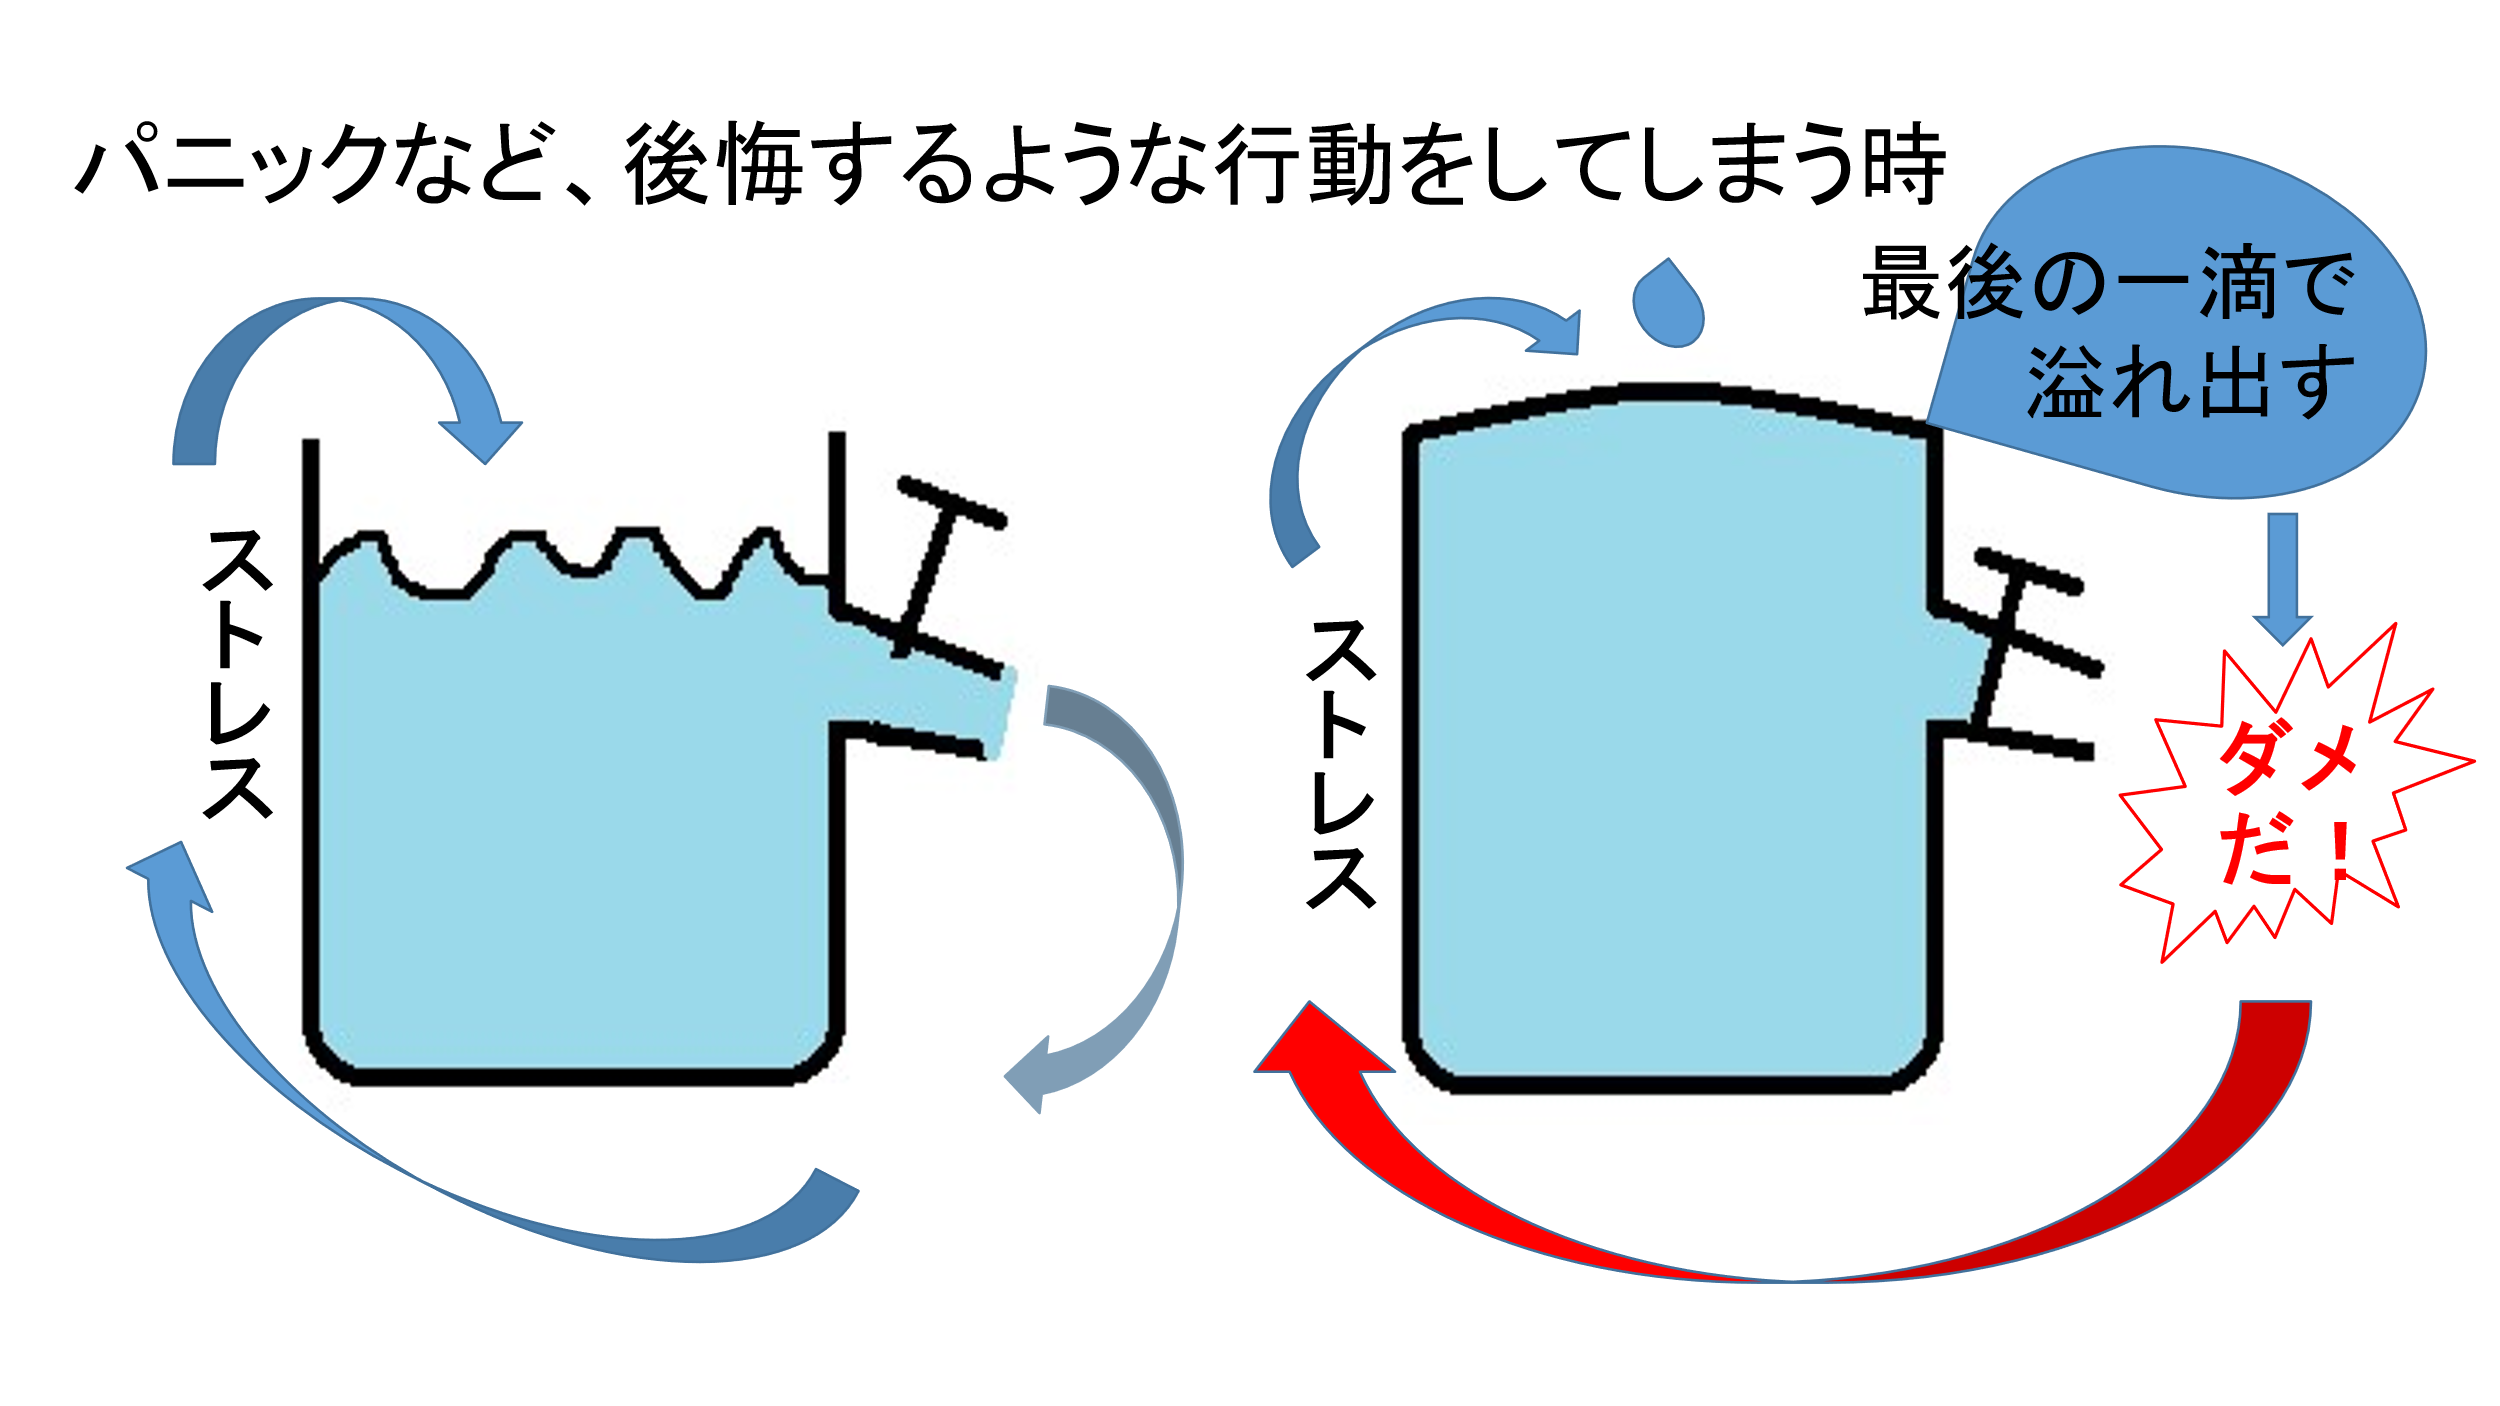 パニックなど、後悔するような行動をしてしまう時
最後の一滴で
溢れ出す
ストレス
ストレス
ダメ
だ！